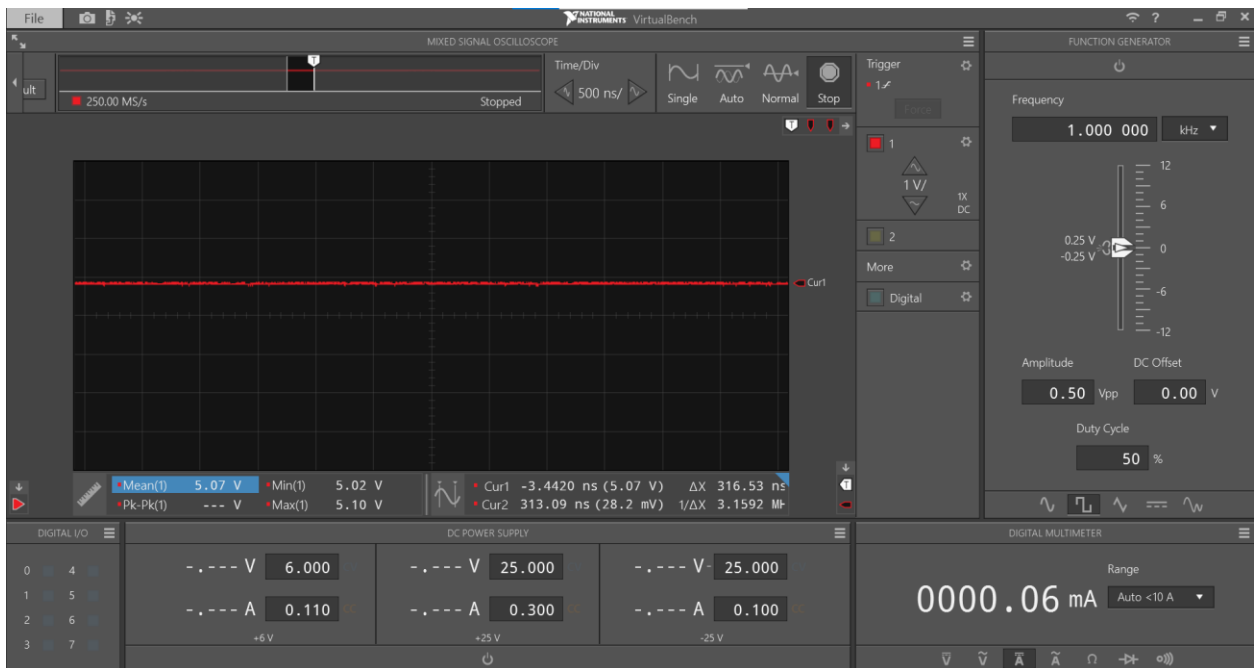 File
NATIONAL INSTRUMENTS VirtualBench
?
MIXED SIGNAL OSCILLOSCOPE
FUNCTION GENERATOR
ult
T
250.00 MS/s
Stopped
Time/Div
500 ns/
Single
Auto
Normal
Stop
Trigger
1
Force
T
1
1 V/
1X
DC
2
More
Digital
Cur1
Frequency
1.000 000 kHz
12
6
0
-6
-12
0.25 V
-0.25 V
Amplitude
DC Offset
0.50 Vpp
0.00 V
Duty Cycle
50 %
Mean(1) 5.07 V Min(1) 5.02 V
Pk-Pk(1) --- V Max(1) 5.10 V
Cur1 -3.4420 ns (5.07 V) ΔX 316.53 ns
Cur2 313.09 ns (28.2 mV) 1/ΔX 3.1592 MH
T
DIGITAL I/O
0 4
1 5
2 6
3 7
DC POWER SUPPLY
-.--- V 6.000
-.--- A 0.110 CC
+6 V
-.--- V 25.000
-.--- A 0.300 CC
+25 V
-.--- V - 25.000
-.--- A 0.100 CC
-25 V
DIGITAL MULTIMETER
0000.06 mA
Range
Auto <10 A
V V A A Ω